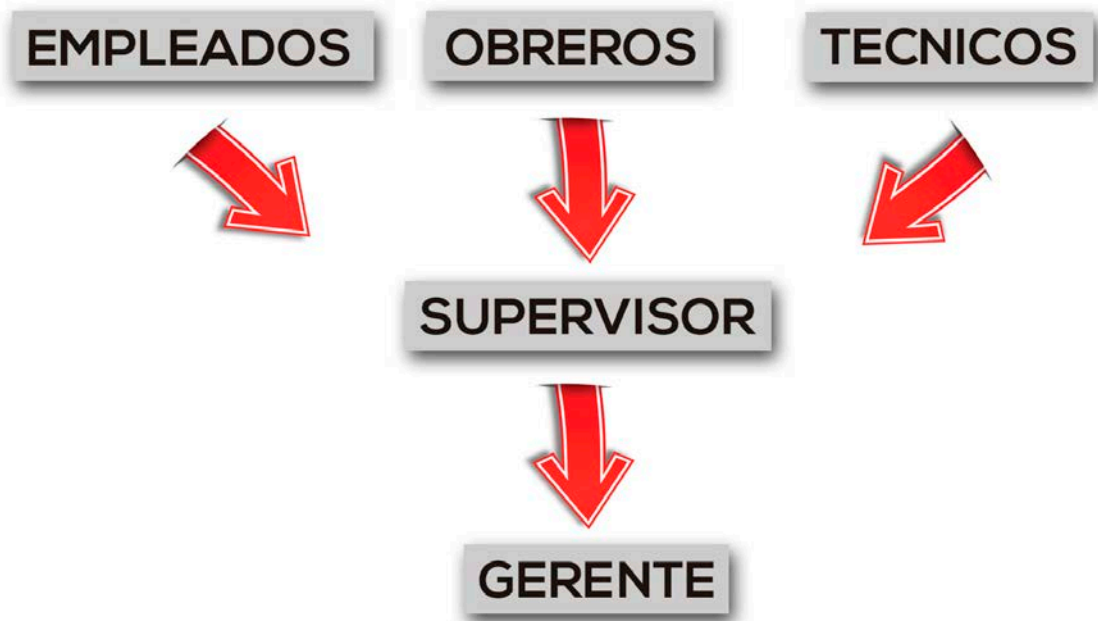 EMPLEADOS
OBREROS
TECNICOS
SUPERVISOR
GERENTE